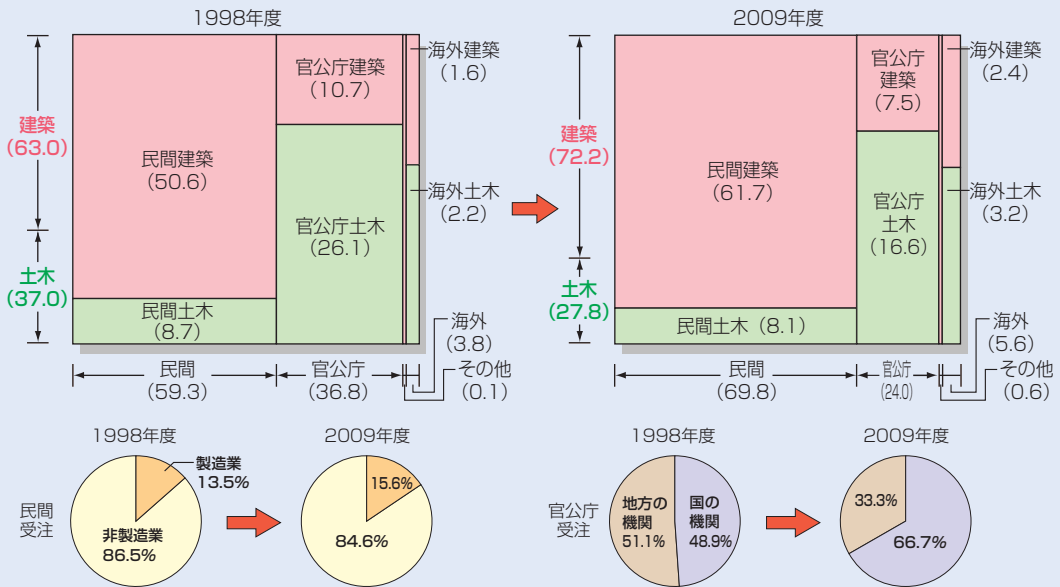 1998年度
建築
(63.0)
土木
(37.0)
民間建築
(50.6)
民間土木
(8.7)
官公庁建築
(10.7)
官公庁土木
(26.1)
海外建築
(1.6)
海外土木
(2.2)
海外
(3.8)
その他
(0.1)
民間
(59.3)
官公庁
(36.8)
2009年度
建築
(72.2)
土木
(27.8)
民間建築
(61.7)
民間土木 (8.1)
官公庁
建築
(7.5)
官公庁
土木
(16.6)
海外建築
(2.4)
海外土木
(3.2)
海外
(5.6)
その他
(0.6)
民間
(69.8)
官公庁
(24.0)
民間
受注
1998年度
製造業
13.5%
非製造業
86.5%
2009年度
15.6%
84.6%
官公庁
受注
1998年度
地方の
機関
51.1%
国の
機関
48.9%
2009年度
33.3%
66.7%